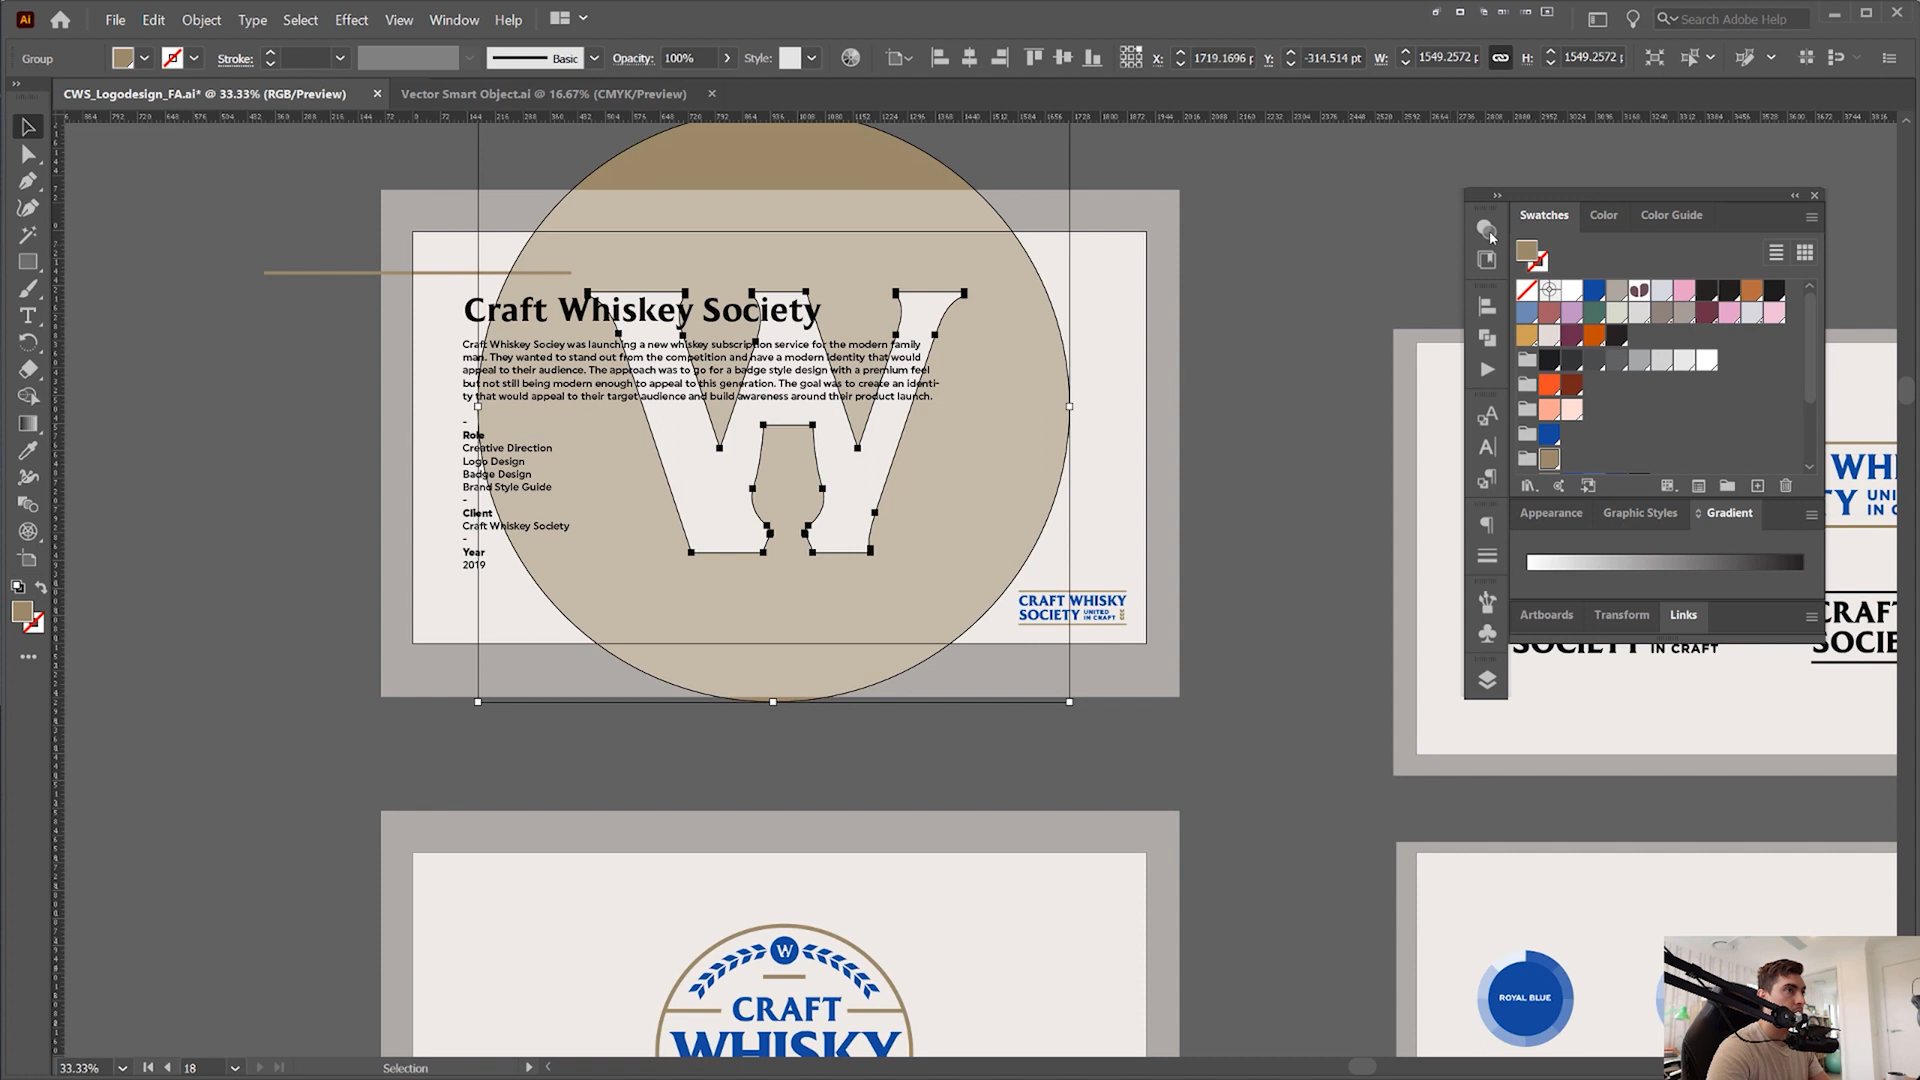 Ai File Edit Object Type Select Effect View Window Help
Search Adobe Help
Group Stroke: Basic Opacity: 100% Style: X: 1719.1696 p Y: -314.514 pt W: 1549.2572 p H: 1549.2572 p
CWS_Logodesign_FA.ai* @ 33.33% (RGB/Preview) × Vector Smart Object.ai @ 16.67% (CMYK/Preview) ×
Swatches Color Color Guide
Craft Whiskey Society
Craft Whiskey Sociey was launching a new whiskey subscription service for the modern family
man. They wanted to stand out from the competition and have a modern identity that would
appeal to their audience. The approach was to go for a badge style design with a premium feel
but not still being modern enough to appeal to this generation. The goal was to create an identi-
ty that would appeal to their target audience and build awareness around their product launch.
-
Role
Creative Direction
Logo Design
Badge Design
Brand Style Guide
-
Client
Craft Whiskey Society
-
Year
2019
W
CRAFT WHISKY
SOCIETY UNITED
IN CRAFT
Appearance Graphic Styles Gradient
Artboards Transform Links
SOCIETY IN CRAFT
W
CRAFT
WHISKY
ROYAL BLUE
33.33% 18 Selection